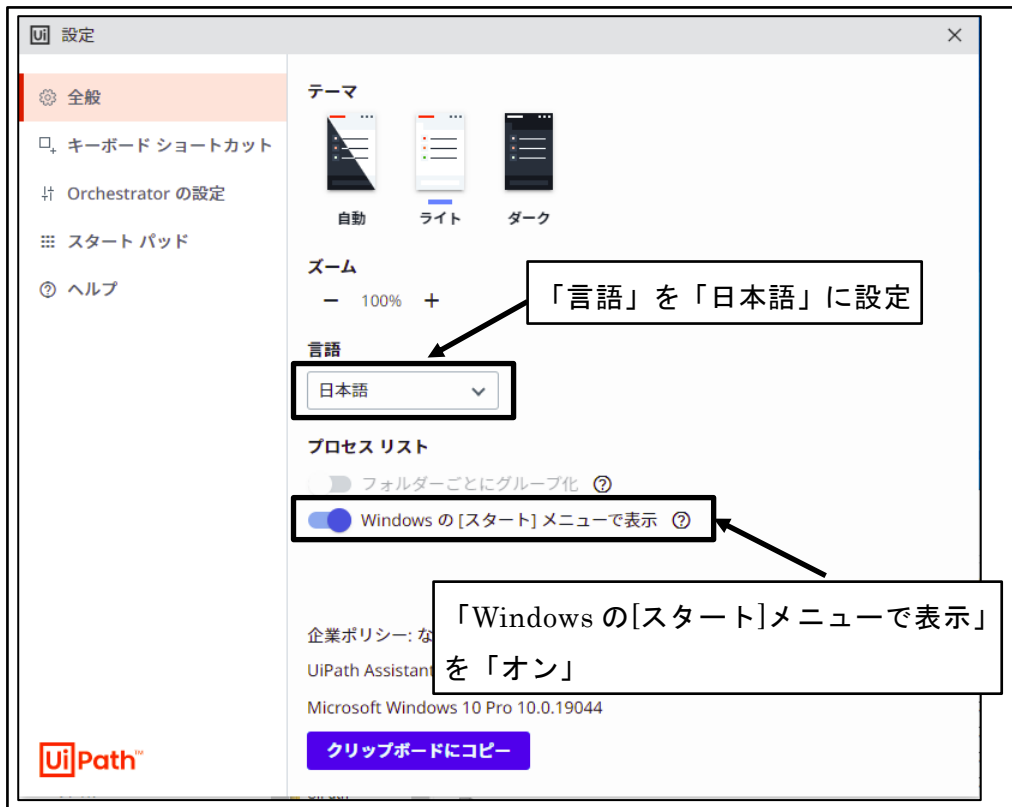 Ui 設定
全般
キーボード ショートカット
Orchestrator の設定
スタート パッド
ヘルプ
テーマ
自動 ライト ダーク
ズーム
- 100% +
「言語」を「日本語」に設定
言語
日本語
プロセス リスト
フォルダーごとにグループ化
Windows の [スタート] メニューで表示
「Windows の[スタート]メニューで表示」
を「オン」
企業ポリシー: な
UiPath Assistant
Microsoft Windows 10 Pro 10.0.19044
クリップボードにコピー
Ui Path™